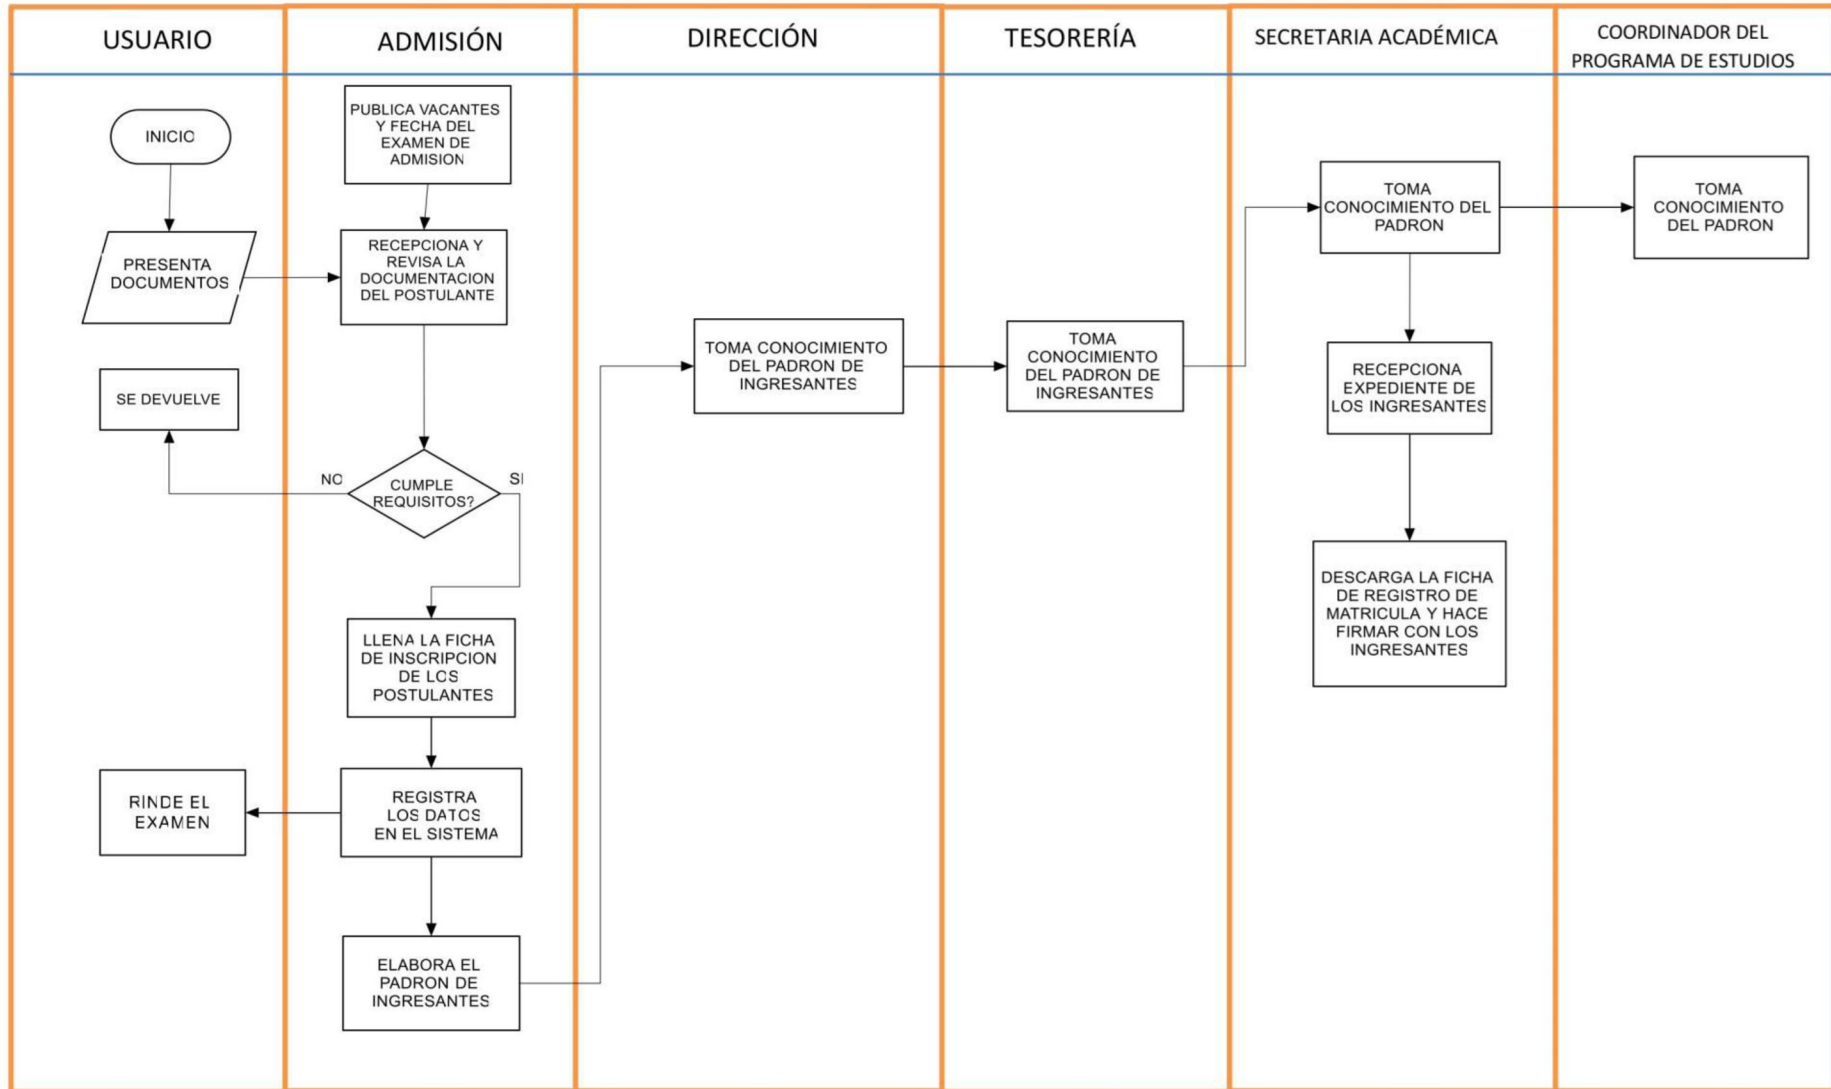 USUARIO
ADMISIÓN
DIRECCIÓN
TESORERÍA
SECRETARIA ACADÉMICA
COORDINADOR DEL
PROGRAMA DE ESTUDIOS
INICIO
PRESENTA
DOCUMENTOS
SE DEVUELVE
RINDE EL
EXAMEN
PUBLICA VACANTES
Y FECHA DEL
EXAMEN DE
ADMISION
RECEPCIONA Y
REVISA LA
DOCUMENTACION
DEL POSTULANTE
NO
CUMPLE
REQUISITOS?
SI
LLENA LA FICHA
DE INSCRIPCION
DE LOS
POSTULANTES
REGISTRA
LOS DATOS
EN EL SISTEMA
ELABORA EL
PADRON DE
INGRESANTES
TOMA CONOCIMIENTO
DEL PADRON DE
INGRESANTES
TOMA
CONOCIMIENTO
DEL PADRON DE
INGRESANTES
TOMA
CONOCIMIENTO DEL
PADRON
RECEPCIONA
EXPEDIENTE DE
LOS INGRESANTES
DESCARGA LA FICHA
DE REGISTRO DE
MATRICULA Y HACE
FIRMAR CON LOS
INGRESANTES
TOMA
CONOCIMIENTO
DEL PADRON